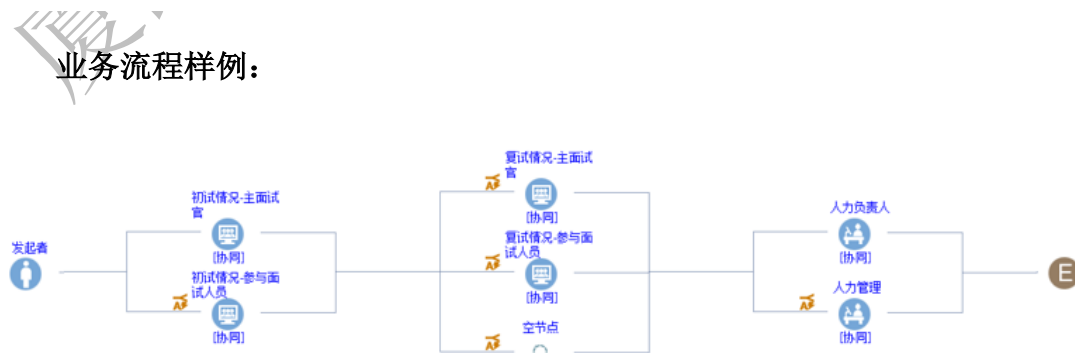 业务流程样例：
发起者
初试情况-主面试
官
[协同]
初试情况-参与面
试人员
[协同]
复试情况-主面试
官
[协同]
复试情况-参与面
试人员
[协同]
空节点
人力负责人
[协同]
人力管理
[协同]
E